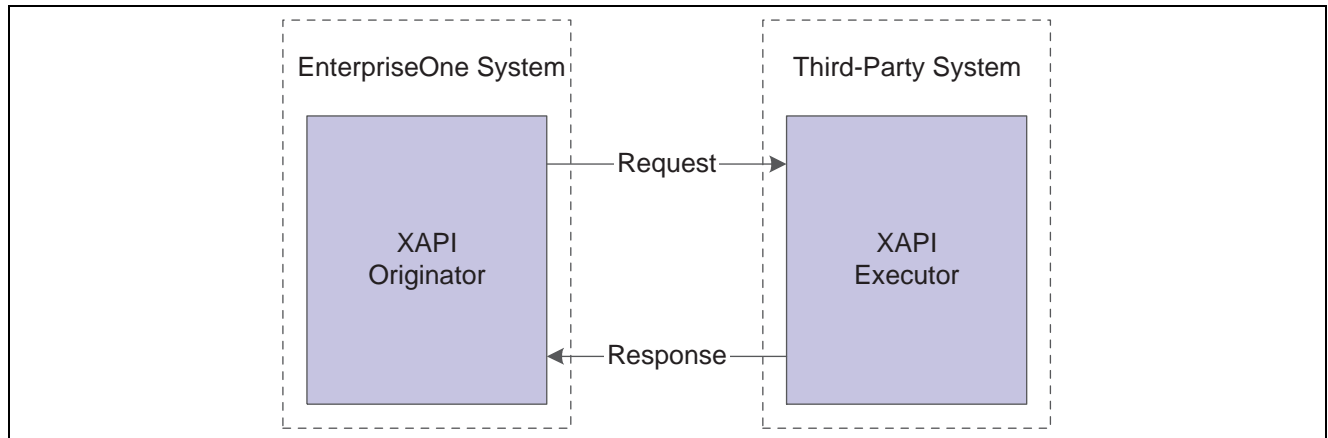 EnterpriseOne System
Third-Party System
Request
XAPI
Originator
XAPI
Executor
Response